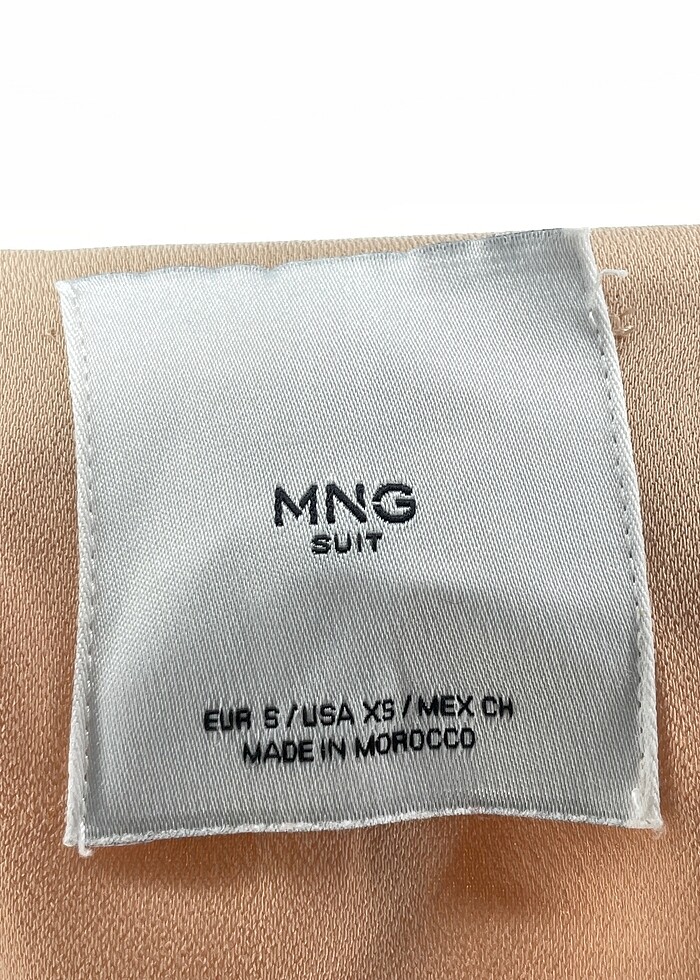 MNG
SUIT
EUR S / USA XS / MEX CH
MADE IN MOROCCO